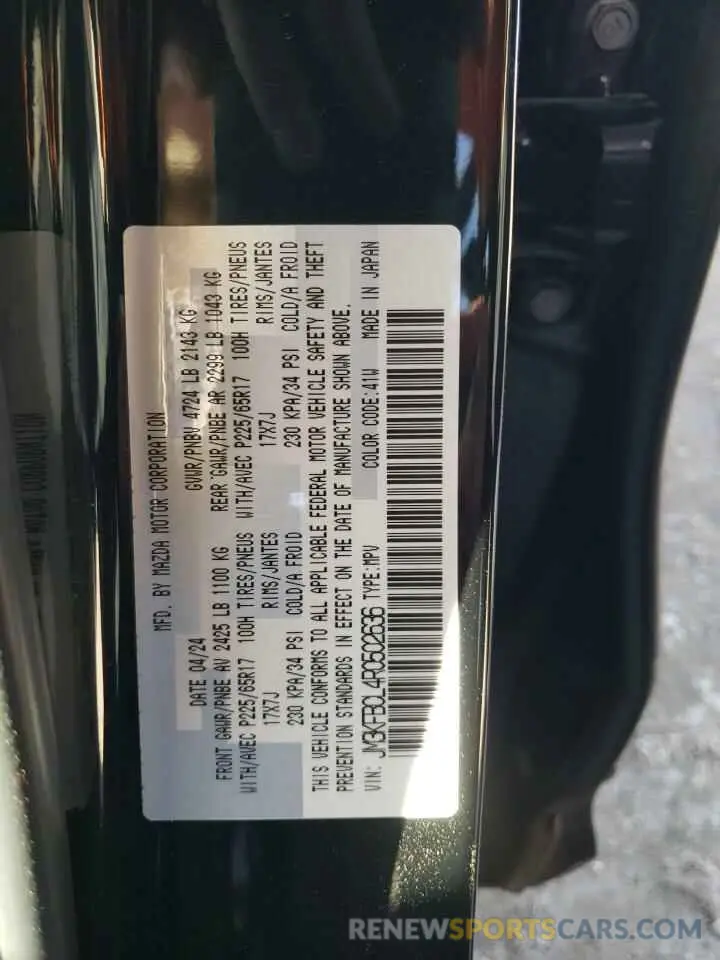 MFD. BY MAZDA MOTOR CORPORATION
DATE 04/24 GVWR/PNBV 4724 LB 2143 KG
FRONT GAWR/PNBE AV 2425 LB 1100 KG REAR GAWR/PNBE AR 2299 LB 1043 KG
WITH/AVEC P225/65R17 100H TIRES/PNEUS WITH/AVEC P225/65R17 100H TIRES/PNEUS
17X7J RIMS/JANTES 17X7J RIMS/JANTES
230 KPA/34 PSI COLD/A FROID 230 KPA/34 PSI COLD/A FROID
THIS VEHICLE CONFORMS TO ALL APPLICABLE FEDERAL MOTOR VEHICLE SAFETY AND THEFT
PREVENTION STANDARDS IN EFFECT ON THE DATE OF MANUFACTURE SHOWN ABOVE.
VIN: JM3KFBCL4R0502636 TYPE:MPV COLOR CODE:41W MADE IN JAPAN
RENEWSPORTSCARS.COM